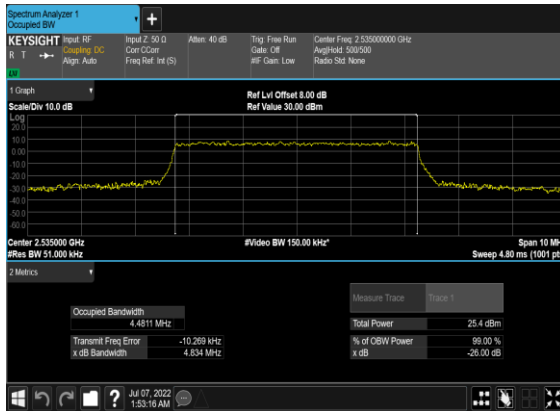 Spectrum Analyzer 1
Occupied BW
+
KEYSIGHT Input: RF Input Z: 50 Ω Atten: 40 dB Trig: Free Run Center Freq: 2.535000000 GHz
R T Coupling: DC Corr CCorr Gate: Off Avg|Hold: 500/500
Align: Auto Freq Ref: Int (S) #IF Gain: Low Radio Std: None
1 Graph
Scale/Div 10.0 dB
Ref Lvl Offset 8.00 dB
Ref Value 30.00 dBm
Log
20.0
10.0
0.00
-10.0
-20.0
-30.0
-40.0
-50.0
-60.0
Center 2.535000 GHz #Video BW 150.00 kHz* Span 10 MH
#Res BW 51.000 kHz Sweep 4.80 ms (1001 pt
2 Metrics
Measure Trace Trace 1
Occupied Bandwidth
4.4811 MHz
Total Power 25.4 dBm
Transmit Freq Error -10.269 kHz % of OBW Power 99.00 %
x dB Bandwidth 4.834 MHz x dB -26.00 dB
? Jul 07, 2022
1:53:16 AM